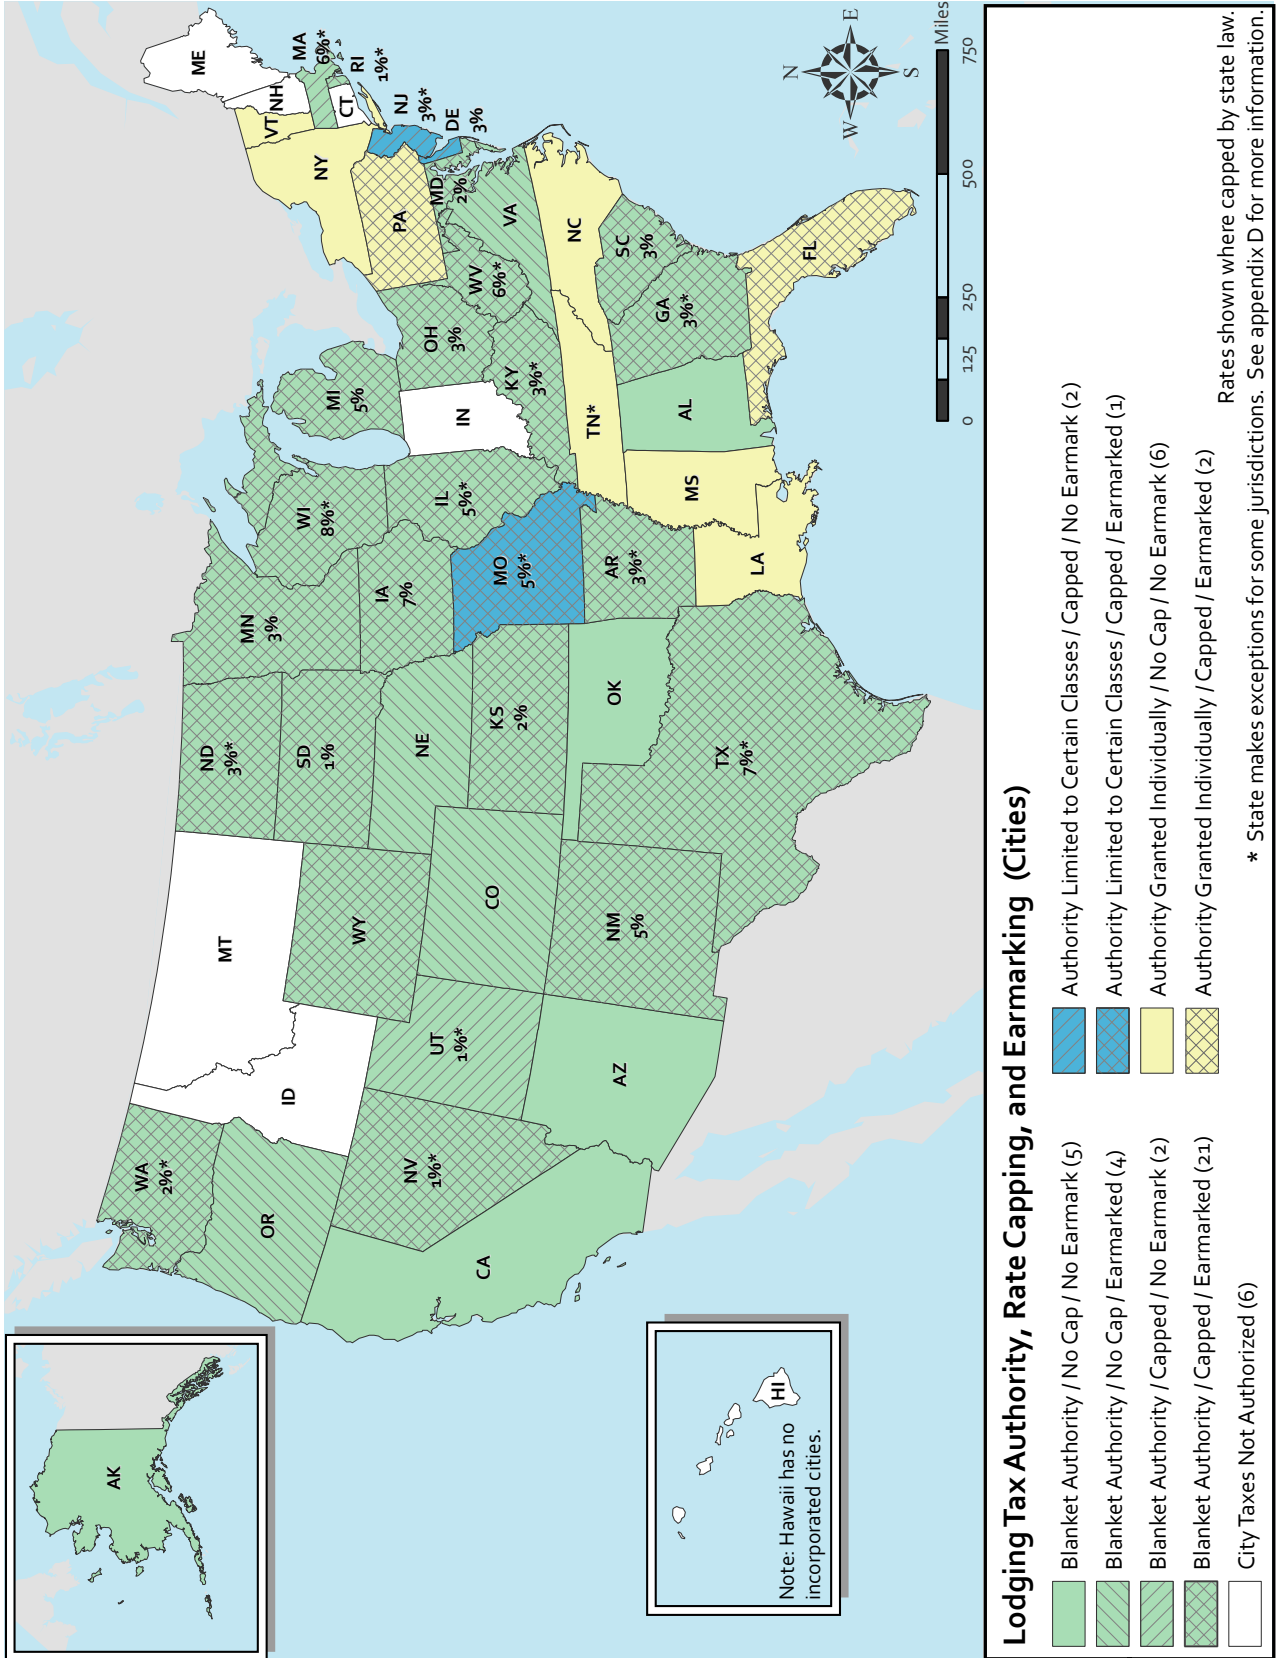 AK
Note: Hawaii has no
incorporated cities.
HI
WA
2%*
OR
CA
NV
1%*
ID
MT
UT
1%*
AZ
WY
CO
NM
5%
ND
3%*
SD
1%
NE
KS
2%
OK
TX
7%*
MN
3%
IA
7%
MO
5%*
AR
3%*
LA
WI
8%*
IL
5%*
MS
MI
5%
IN
KY
3%*
TN*
AL
OH
3%
WV
6%*
GA
3%*
SC
3%
NC
FL
VA
MD
2%
PA
NY
VT
NH
ME
MA
6%*
RI
1%*
CT
NJ
3%*
DE
3%
N
E
S
W
0
125
250
500
750
Miles
Lodging Tax Authority, Rate Capping, and Earmarking (Cities)
Blanket Authority / No Cap / No Earmark (5)
Blanket Authority / No Cap / Earmarked (4)
Blanket Authority / Capped / No Earmark (2)
Blanket Authority / Capped / Earmarked (21)
City Taxes Not Authorized (6)
Authority Limited to Certain Classes / Capped / No Earmark (2)
Authority Limited to Certain Classes / Capped / Earmarked (1)
Authority Granted Individually / No Cap / No Earmark (6)
Authority Granted Individually / Capped / Earmarked (2)
Rates shown where capped by state law.
* State makes exceptions for some jurisdictions. See appendix D for more information.